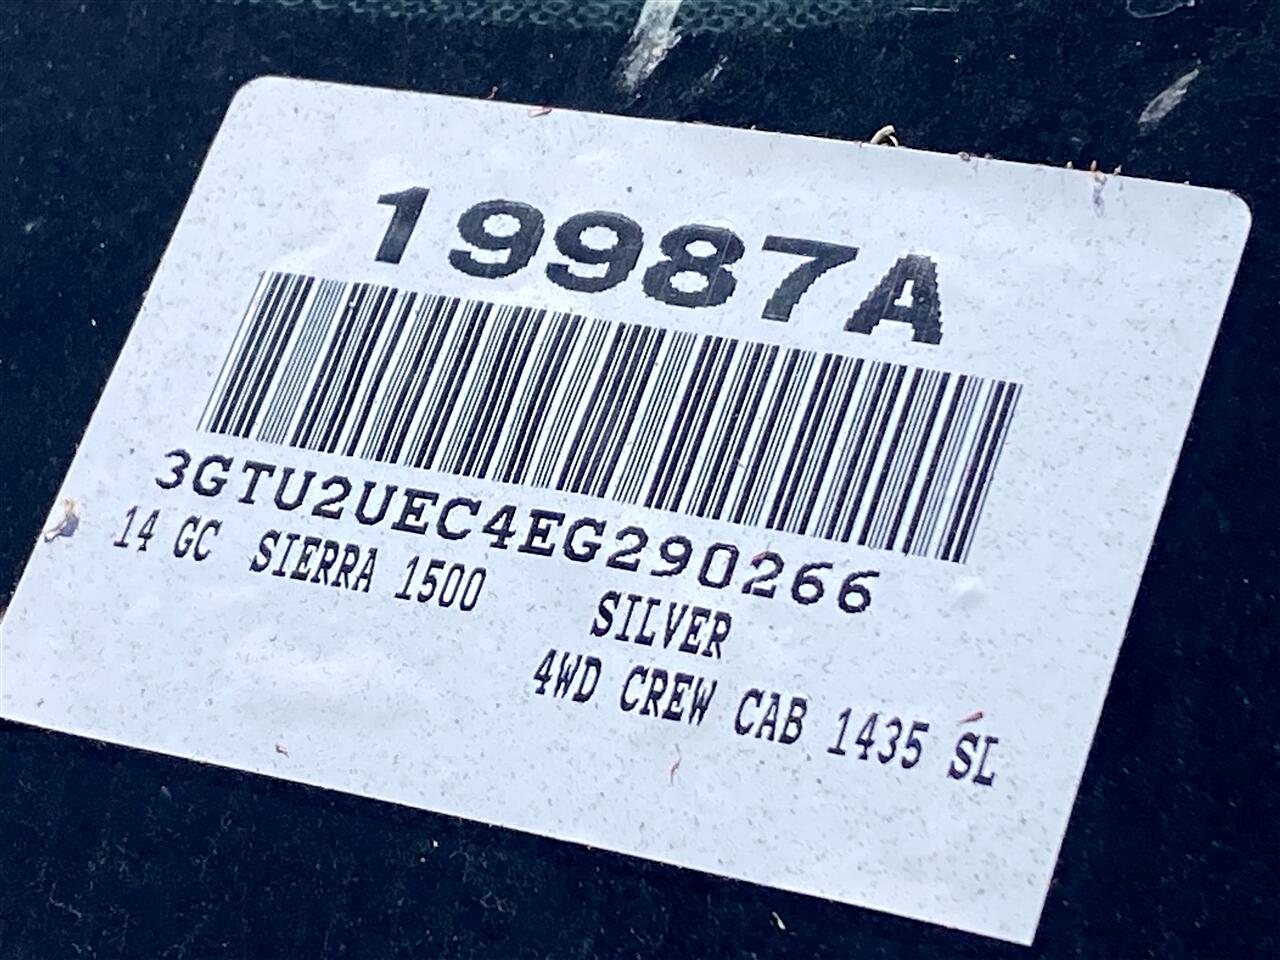 19987A
3GTU2UEC4EG290266
14 GC SIERRA 1500
SILVER
4WD CREW CAB 1435 SL